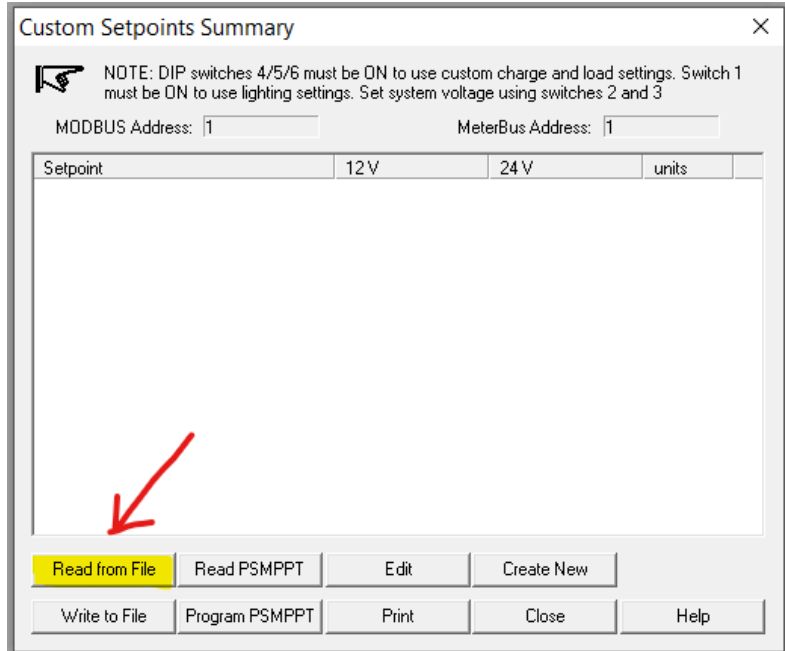 Custom Setpoints Summary
NOTE: DIP switches 4/5/6 must be ON to use custom charge and load settings. Switch 1
must be ON to use lighting settings. Set system voltage using switches 2 and 3
MODBUS Address: 1 MeterBus Address: 1
Setpoint 12 V 24 V units
Read from File Read PSMPPT Edit Create New
Write to File Program PSMPPT Print Close Help